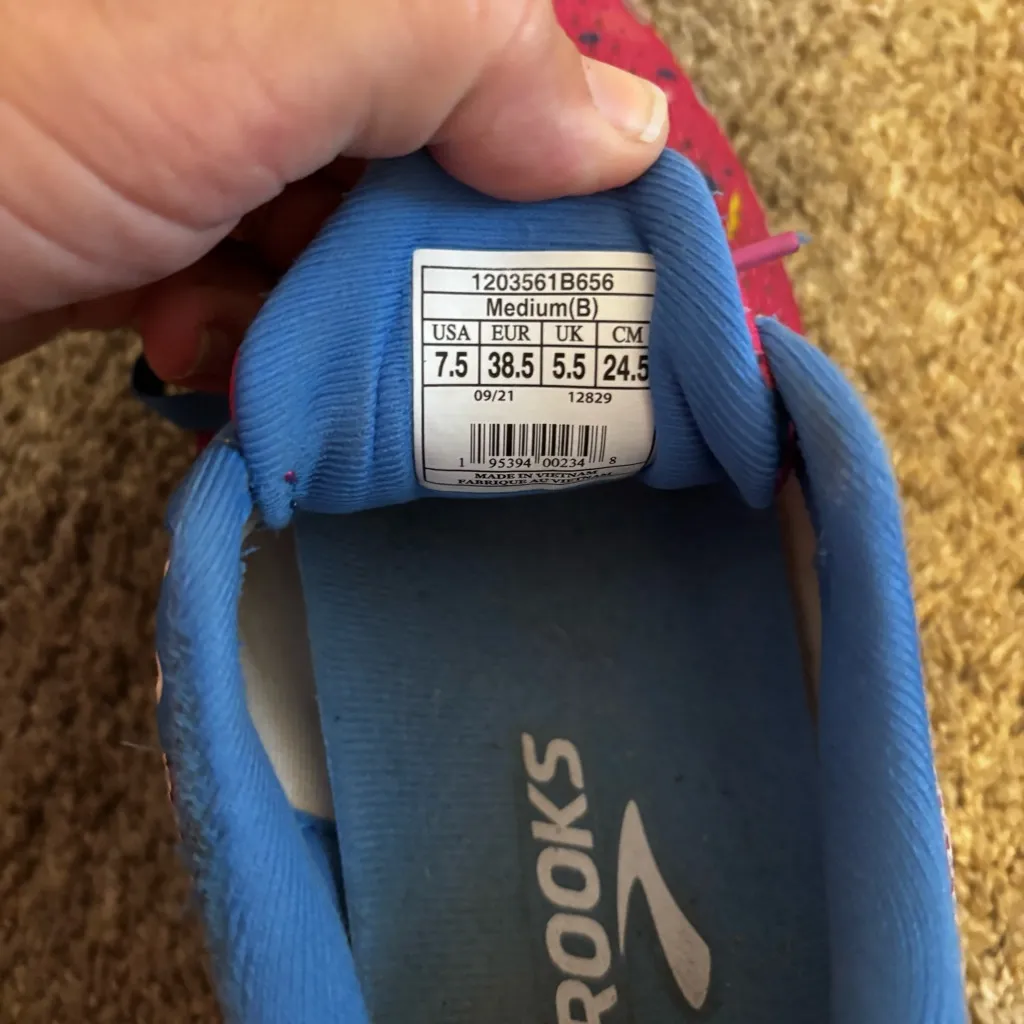 1203561B656
Medium(B)
USA EUR UK CM
7.5 38.5 5.5 24.5
09/21 12829
1 95394 00234 8
MADE IN VIETNAM
FABRIQUE AU VIETNAM
ROOKS